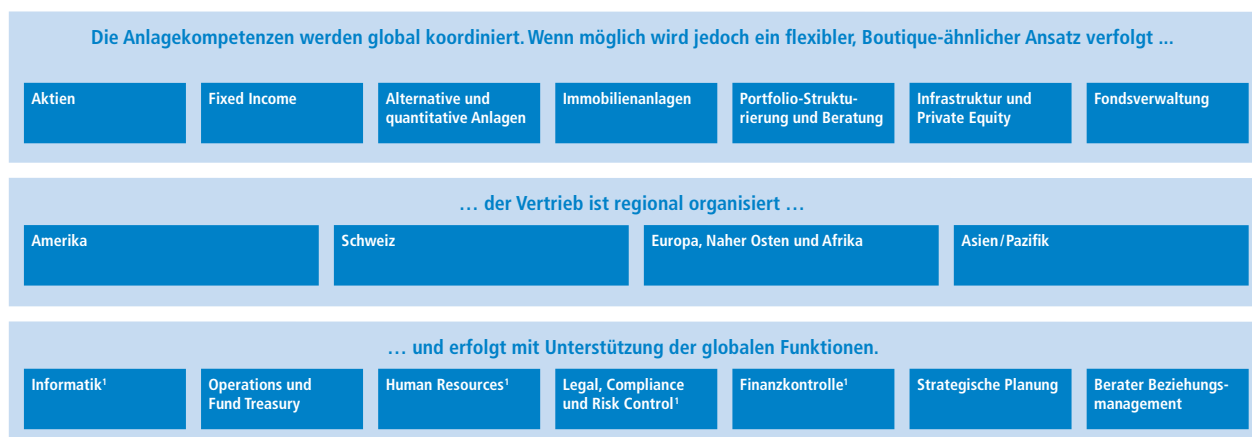 Die Anlagekompetenzen werden global koordiniert. Wenn möglich wird jedoch ein flexibler, Boutique-ähnlicher Ansatz verfolgt ...
Aktien
Fixed Income
Alternative und
quantitative Anlagen
Immobilienanlagen
Portfolio-Struktu-
rierung und Beratung
Infrastruktur und
Private Equity
Fondsverwaltung
… der Vertrieb ist regional organisiert …
Amerika
Schweiz
Europa, Naher Osten und Afrika
Asien/Pazifik
… und erfolgt mit Unterstützung der globalen Funktionen.
Informatik¹
Operations und
Fund Treasury
Human Resources¹
Legal, Compliance
und Risk Control¹
Finanzkontrolle¹
Strategische Planung
Berater Beziehungs-
management